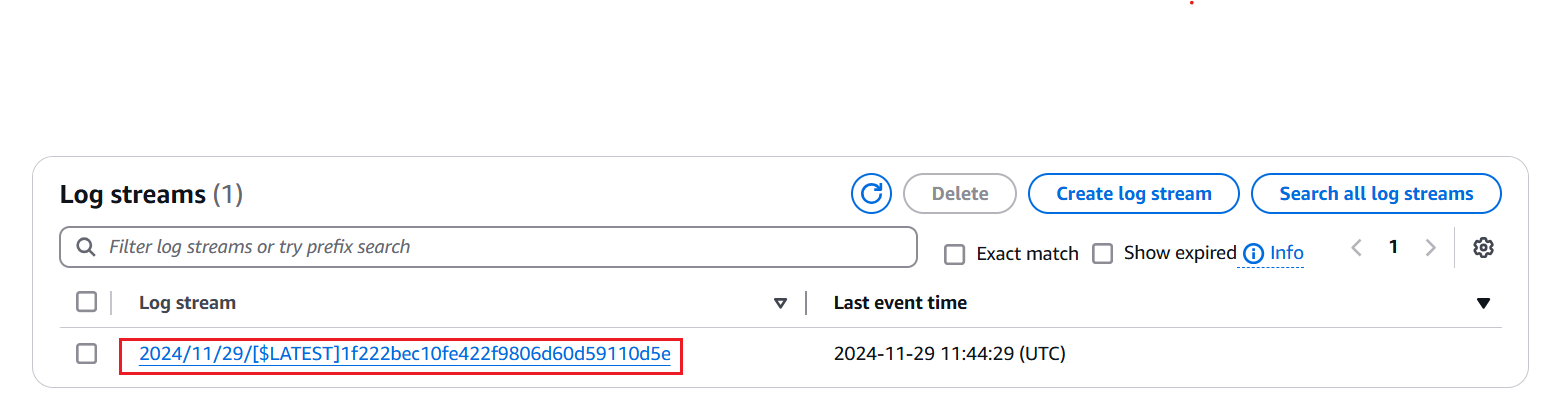 Log streams (1)
Delete
Create log stream
Search all log streams
Filter log streams or try prefix search
Exact match
Show expired
Info
1
Log stream
Last event time
2024/11/29/[$LATEST]1f222bec10fe422f9806d60d59110d5e
2024-11-29 11:44:29 (UTC)